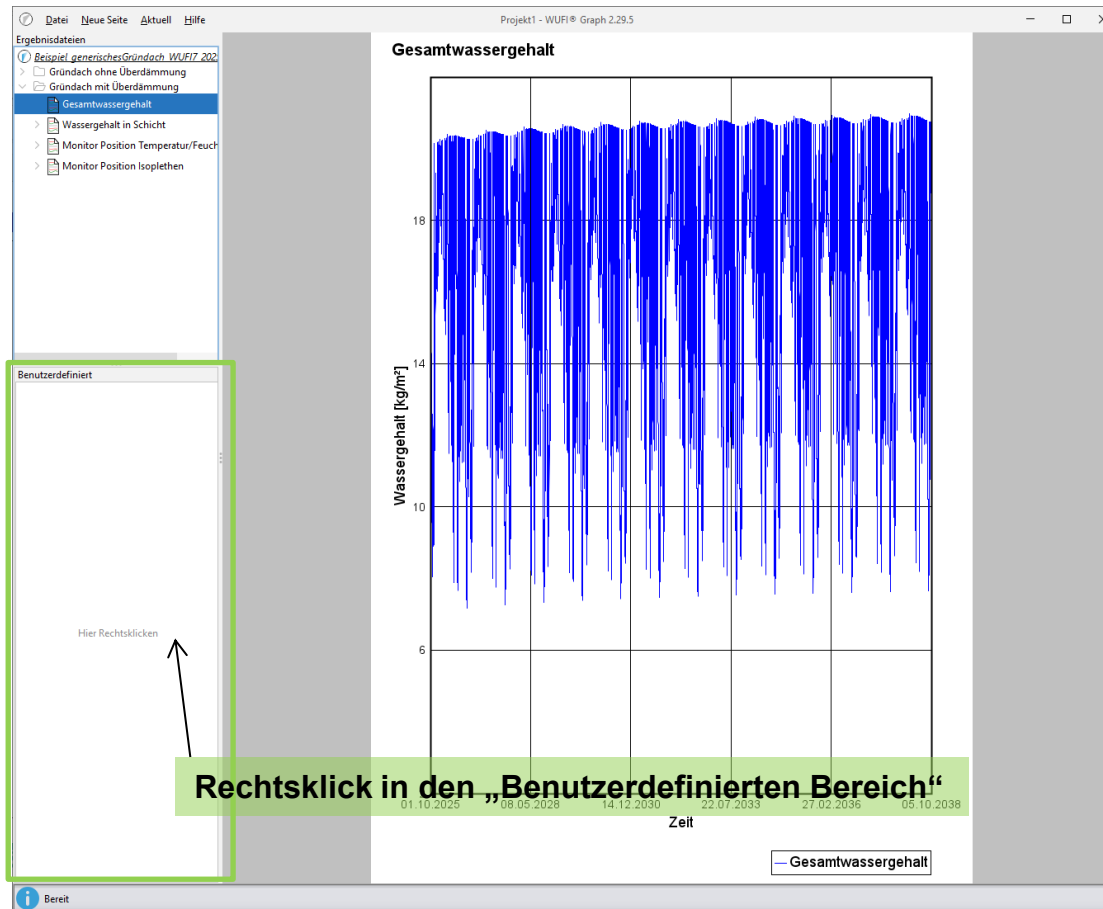 Datei Neue Seite Aktuell Hilfe
Projekt1 - WUFI® Graph 2.29.5
Ergebnisdateien
Beispiel_generischesGründach_WUFI7_202
Gründach ohne Überdämmung
Gründach mit Überdämmung
Gesamtwassergehalt
Wassergehalt in Schicht
Monitor Position Temperatur/Feuch
Monitor Position Isoplethen
Benutzerdefiniert
Hier Rechtsklicken
Gesamtwassergehalt
Wassergehalt [kg/m²]
18
14
10
6
Rechtsklick in den „Benutzerdefinierten Bereich“
01.10.2025 08.05.2028 14.12.2030 22.07.2033 27.02.2036 05.10.2038
Zeit
Gesamtwassergehalt
Bereit